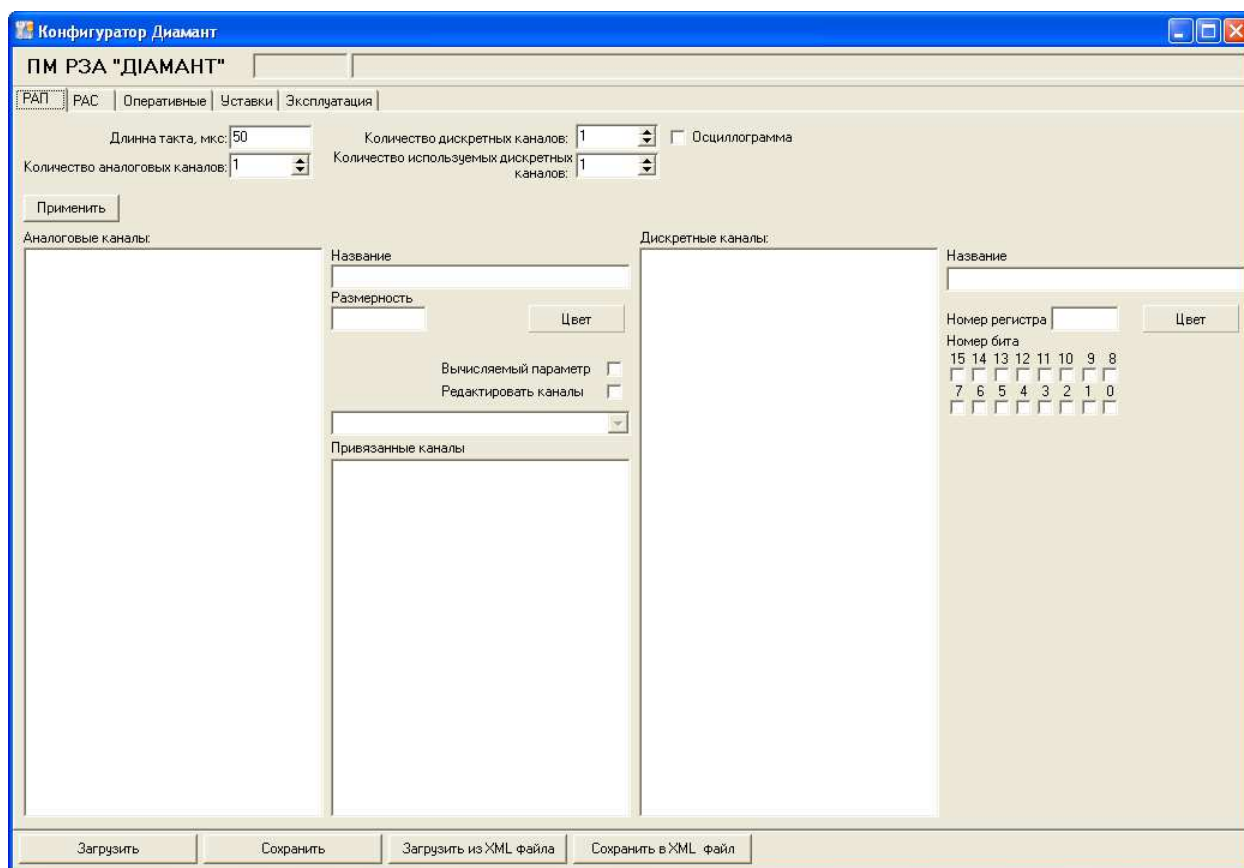 Конфигуратор Диамант
ПМ РЗА "ДІАМАНТ"
РАП РАС Оперативные Уставки Эксплуатация
Длинна такта, мкс: 50 Количество дискретных каналов: 1 Осциллограмма
Количество аналоговых каналов: 1 Количество используемых дискретных
каналов: 1
Применить
Аналоговые каналы: Дискретные каналы:
Название Название
Размерность
Цвет Номер регистра Цвет
Номер бита
15 14 13 12 11 10 9 8
Вычисляемый параметр
Редактировать каналы 7 6 5 4 3 2 1 0
Привязанные каналы
Загрузить Сохранить Загрузить из XML файла Сохранить в XML файл